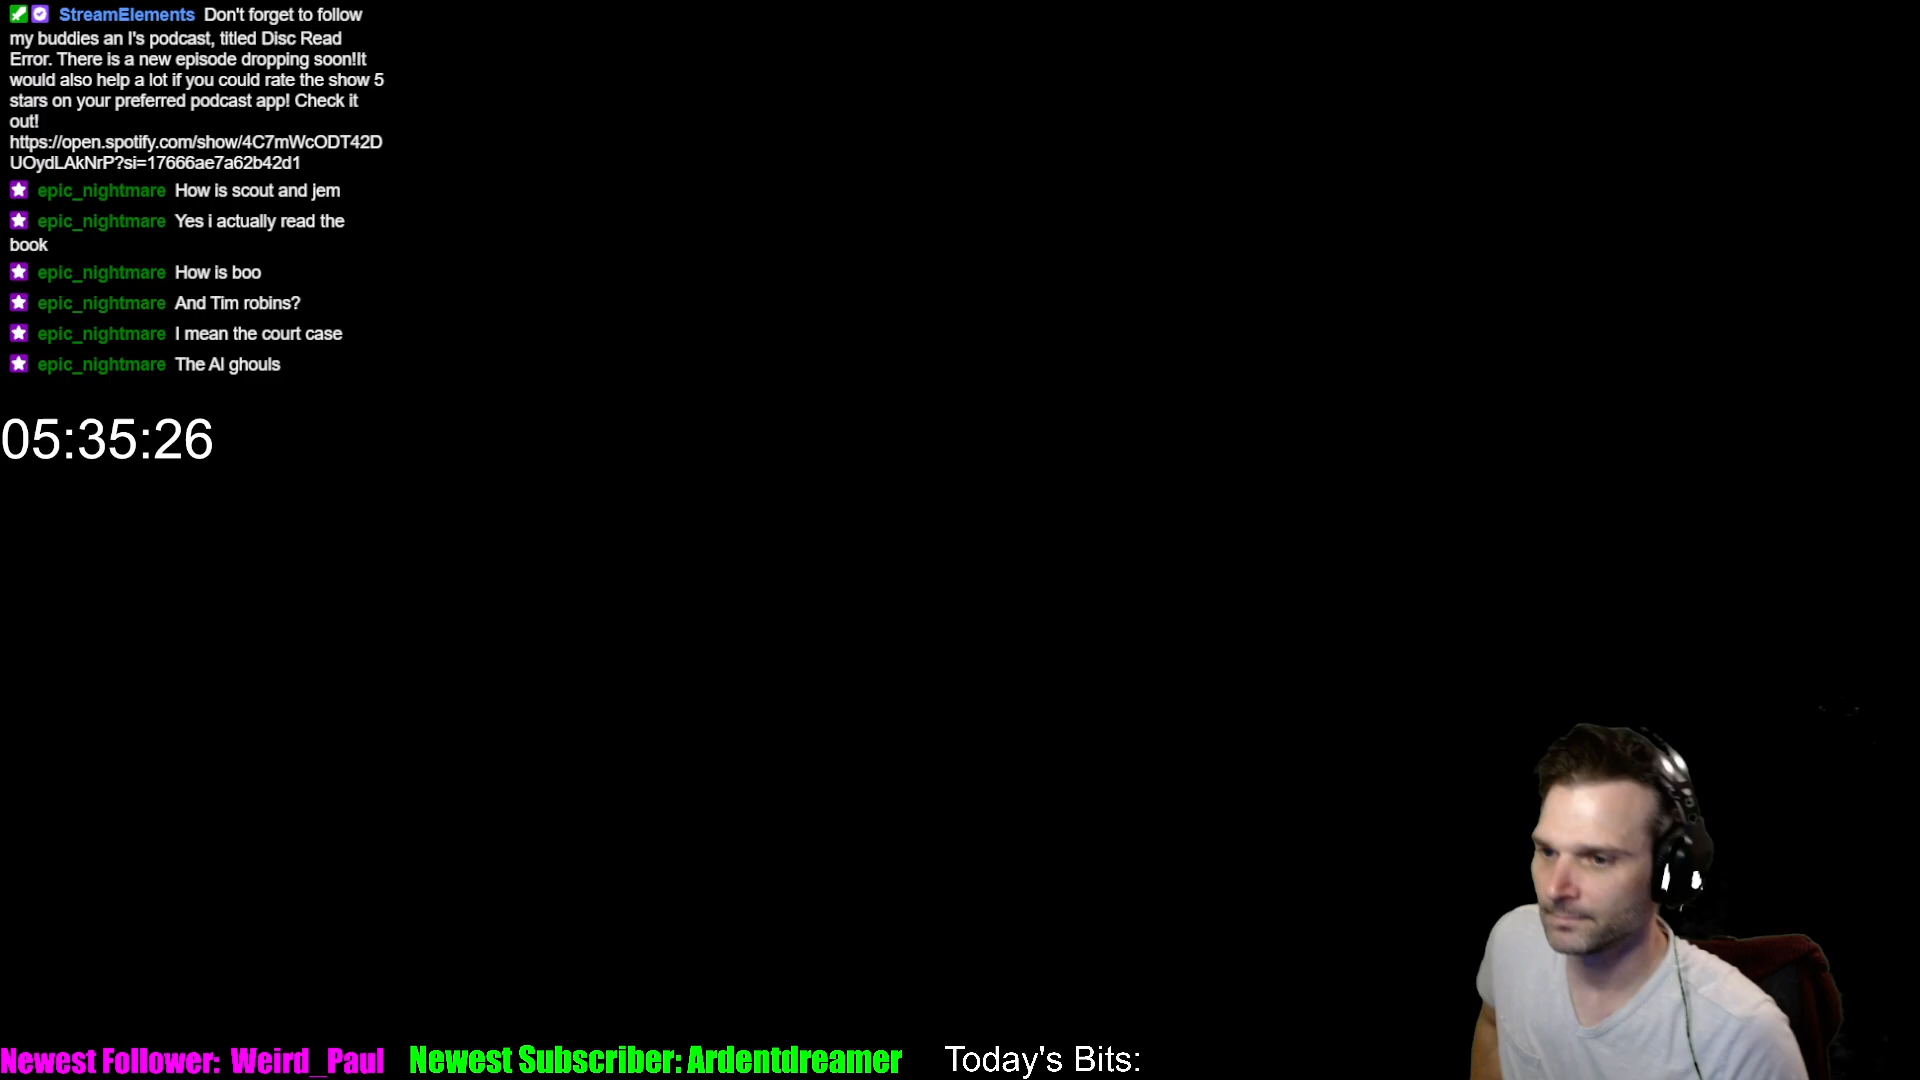 StreamElements Don't forget to follow
my buddies an I's podcast, titled Disc Read
Error. There is a new episode dropping soon!It
would also help a lot if you could rate the show 5
stars on your preferred podcast app! Check it
out!
https://open.spotify.com/show/4C7mWcODT42D
UOydLAkNrP?si=17666ae7a62b42d1
epic_nightmare How is scout and jem
epic_nightmare Yes i actually read the
book
epic_nightmare How is boo
epic_nightmare And Tim robins?
epic_nightmare I mean the court case
epic_nightmare The Al ghouls
05:35:26
Newest Follower: Weird_Paul Newest Subscriber: Ardentdreamer Today's Bits: